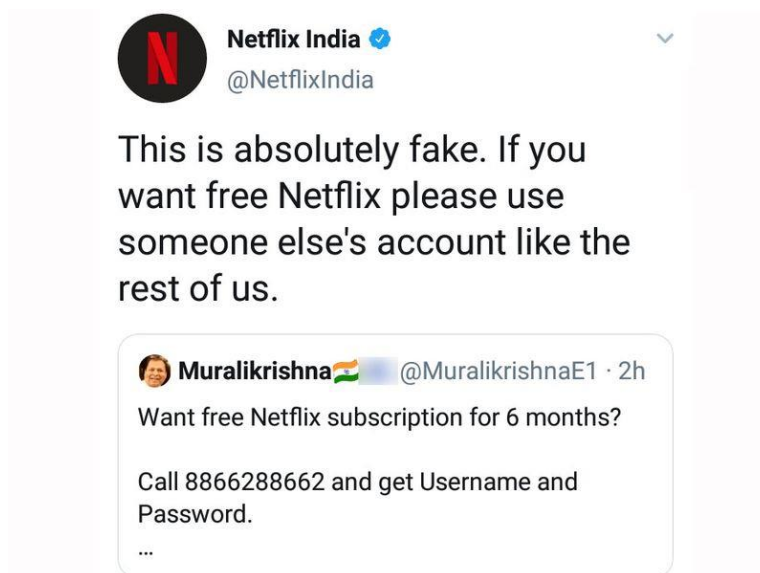 Netflix India
@NetflixIndia
This is absolutely fake. If you
want free Netflix please use
someone else's account like the
rest of us.
Muralikrishna🇮🇳 @MuralikrishnaE1 · 2h
Want free Netflix subscription for 6 months?
Call 8866288662 and get Username and
Password.
...